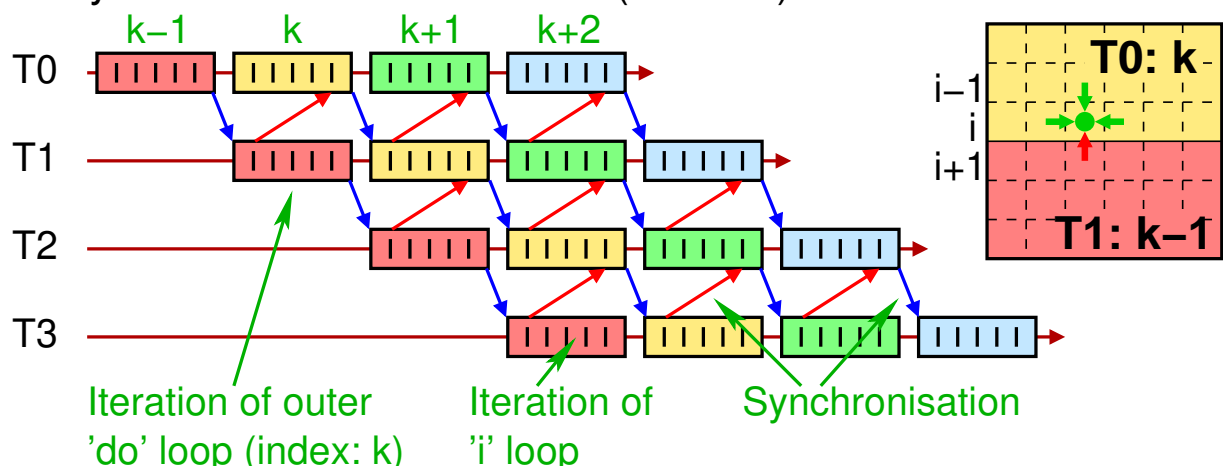 k−1 k k+1 k+2
T0
T1
T2
T3
T0: k
i−1
i
i+1
T1: k−1
Iteration of outer
'do' loop (index: k)
Iteration of
'i' loop
Synchronisation